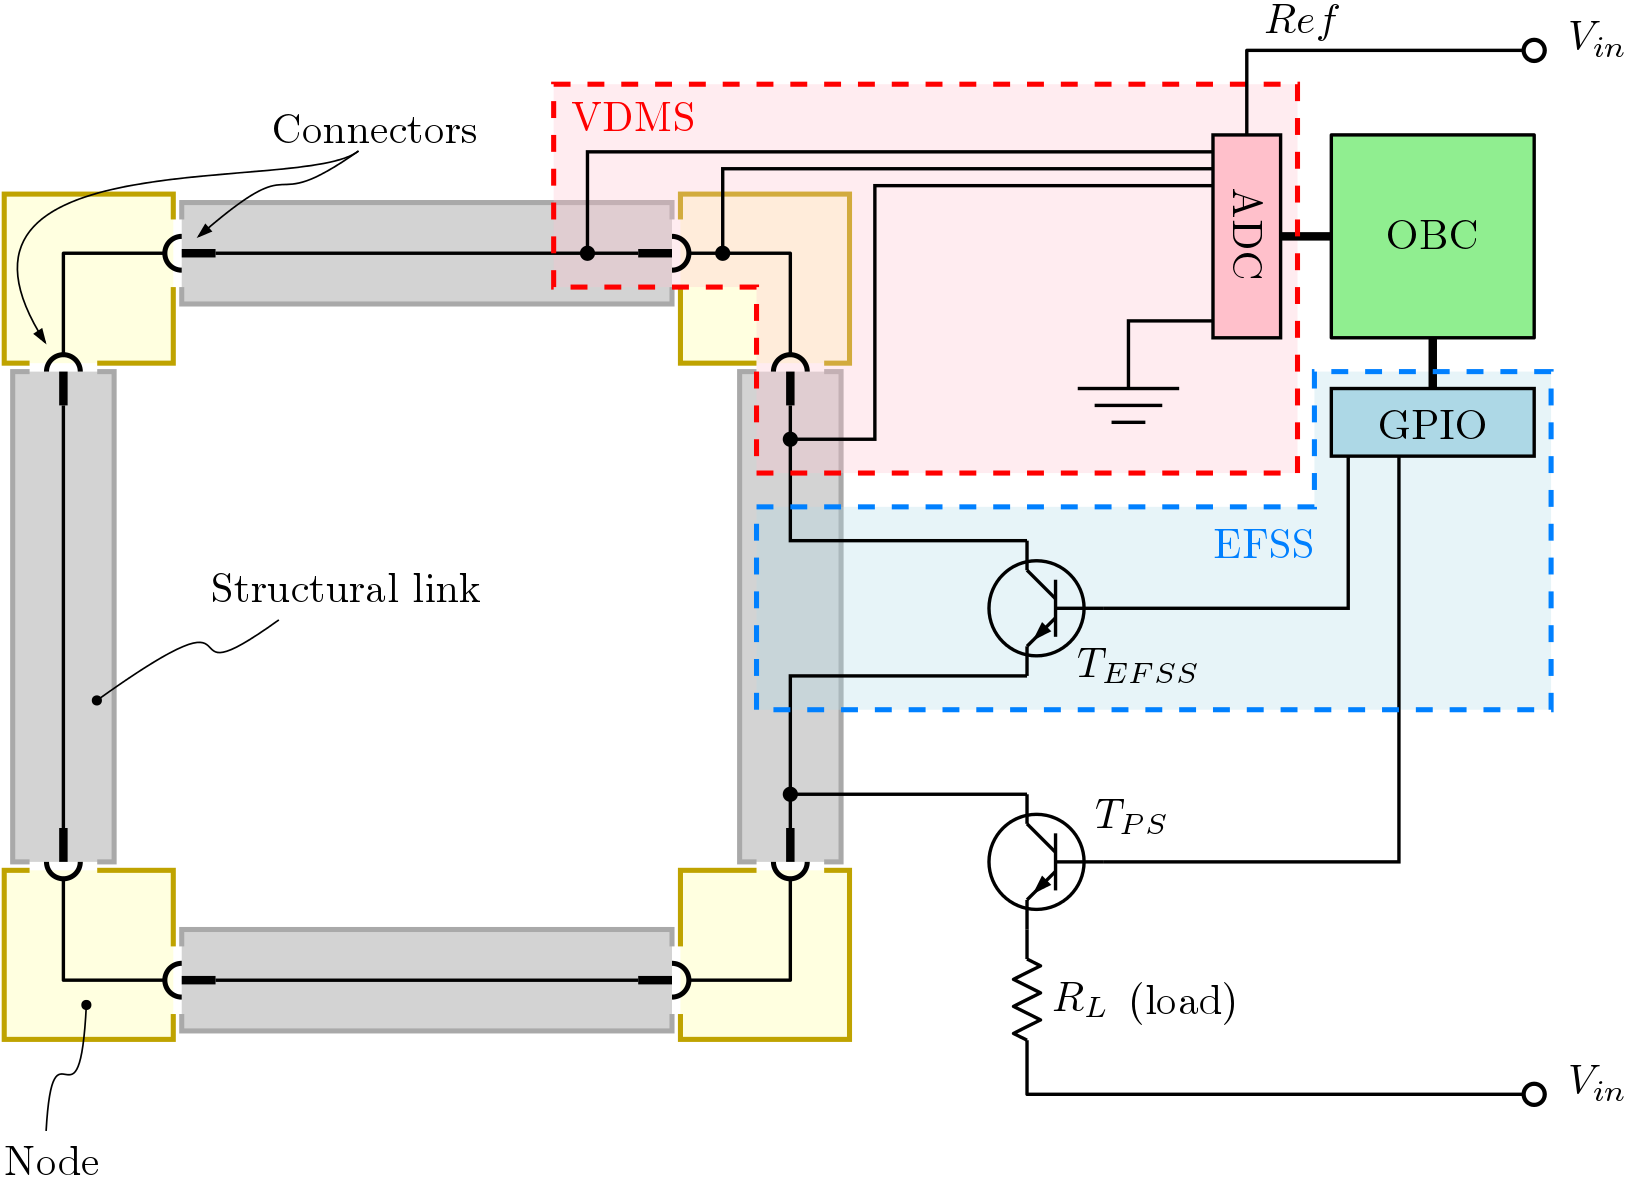 Ref
V_in
VDMS
Connectors
ADC
OBC
GPIO
EFSS
Structural link
T_EFSS
T_PS
R_L (load)
V_in
Node